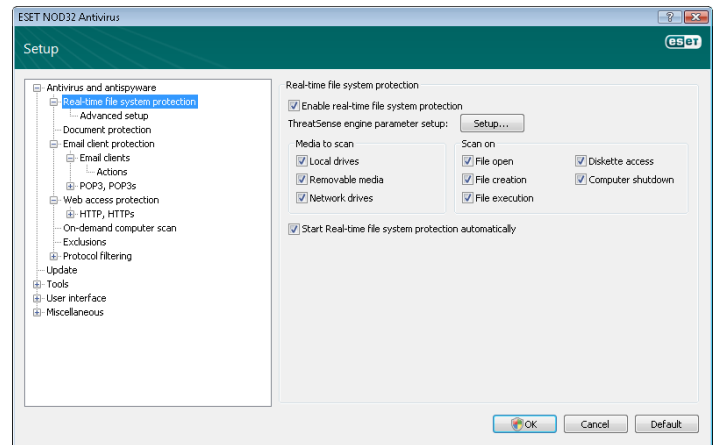 ESET NOD32 Antivirus
Setup
eset
Antivirus and antispyware
Real-time file system protection
Advanced setup
Document protection
Email client protection
Email clients
Actions
POP3, POP3s
Web access protection
HTTP, HTTPs
On-demand computer scan
Exclusions
Protocol filtering
Update
Tools
User interface
Miscellaneous
Real-time file system protection
Enable real-time file system protection
ThreatSense engine parameter setup: Setup...
Media to scan
Local drives
Removable media
Network drives
Scan on
File open Diskette access
File creation Computer shutdown
File execution
Start Real-time file system protection automatically
OK Cancel Default